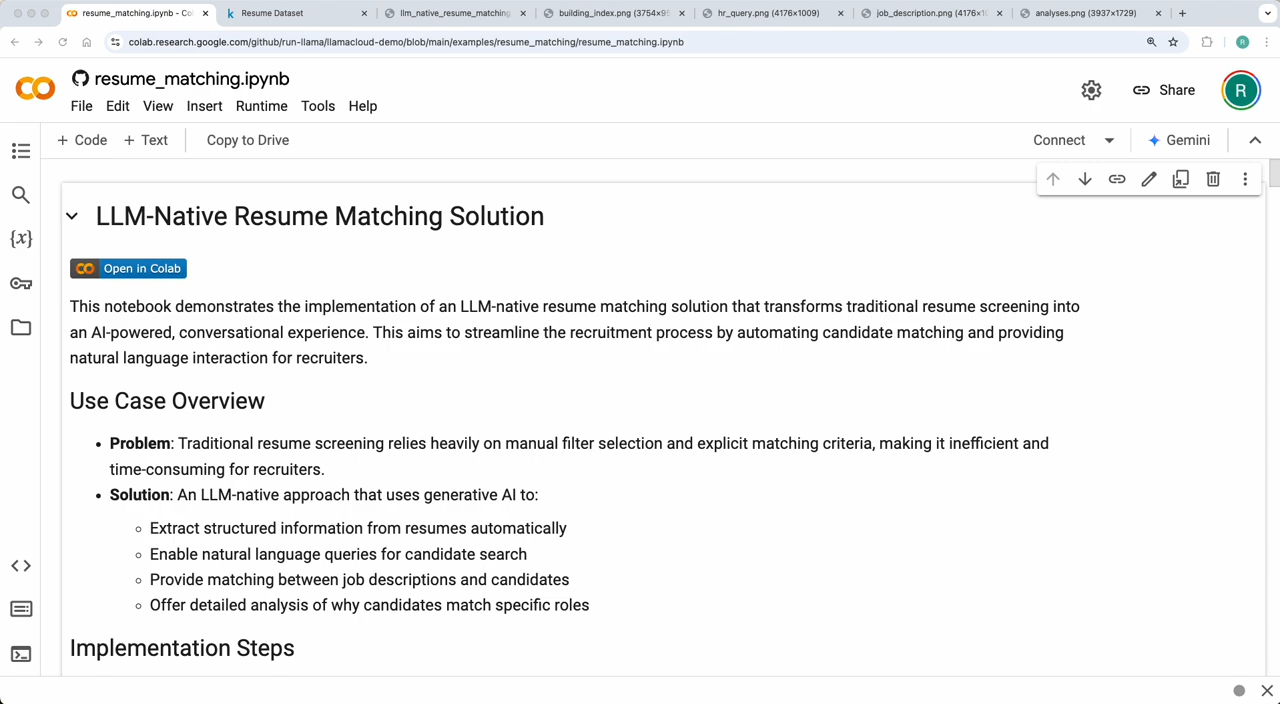 resume_matching.ipynb - Col
Resume Dataset
llm_native_resume_matching
building_index.png (3754×9
hr_query.png (4176×1009)
job_description.png (4176×1
analyses.png (3937×1729)
colab.research.google.com/github/run-llama/llamacloud-demo/blob/main/examples/resume_matching/resume_matching.ipynb
R
resume_matching.ipynb
File Edit View Insert Runtime Tools Help
Share
R
+ Code + Text Copy to Drive
Connect
Gemini
{x}
LLM-Native Resume Matching Solution
Open in Colab
This notebook demonstrates the implementation of an LLM-native resume matching solution that transforms traditional resume screening into
an AI-powered, conversational experience. This aims to streamline the recruitment process by automating candidate matching and providing
natural language interaction for recruiters.
Use Case Overview
• Problem: Traditional resume screening relies heavily on manual filter selection and explicit matching criteria, making it inefficient and
time-consuming for recruiters.
• Solution: An LLM-native approach that uses generative AI to:
◦ Extract structured information from resumes automatically
◦ Enable natural language queries for candidate search
◦ Provide matching between job descriptions and candidates
◦ Offer detailed analysis of why candidates match specific roles
Implementation Steps